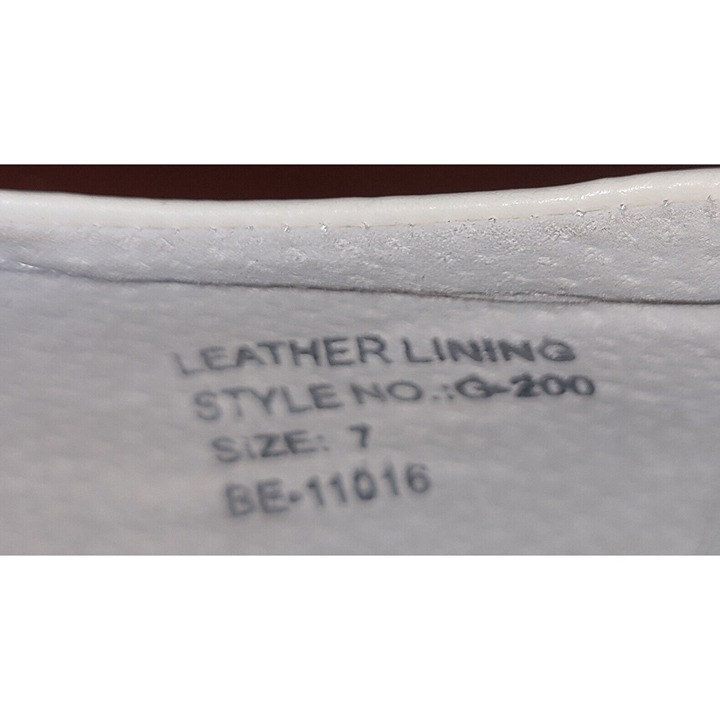 LEATHER LINING
STYLE NO.:G-200
SIZE: 7
BE-11016